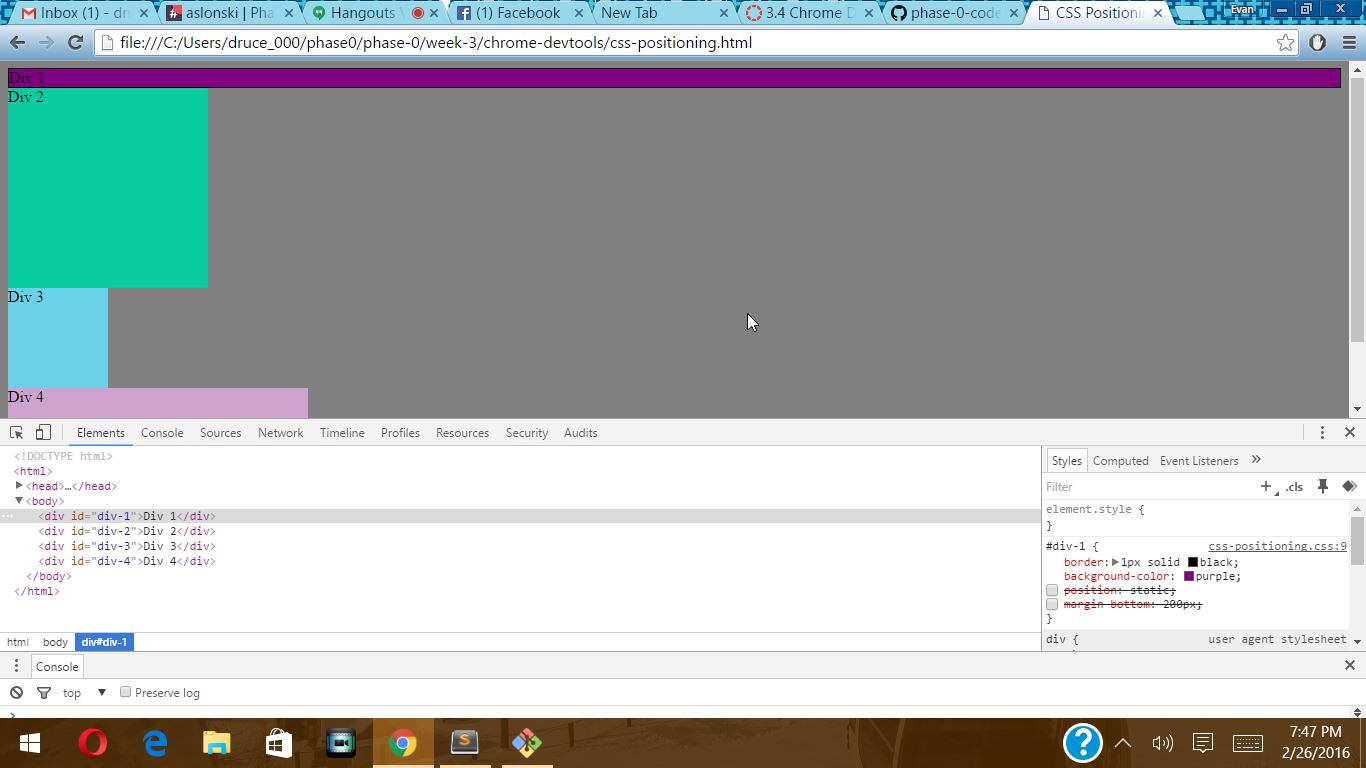 Inbox (1) - dr
aslonski | Pha
Hangouts
(1) Facebook
New Tab
3.4 Chrome D
phase-0-code
CSS Positioni
Evan
file:///C:/Users/druce_000/phase0/phase-0/week-3/chrome-devtools/css-positioning.html
Div 1
Div 2
Div 3
Div 4
Elements Console Sources Network Timeline Profiles Resources Security Audits
<!DOCTYPE html>
<html>
<head>…</head>
<body>
<div id="div-1">Div 1</div>
<div id="div-2">Div 2</div>
<div id="div-3">Div 3</div>
<div id="div-4">Div 4</div>
</body>
</html>
html body div#div-1
Styles Computed Event Listeners »
Filter + .cls
element.style {
}
#div-1 { css-positioning.css:9
border: 1px solid black;
background-color: purple;
position: static;
margin-bottom: 200px;
}
div { user agent stylesheet
Console
top Preserve log
7:47 PM
2/26/2016